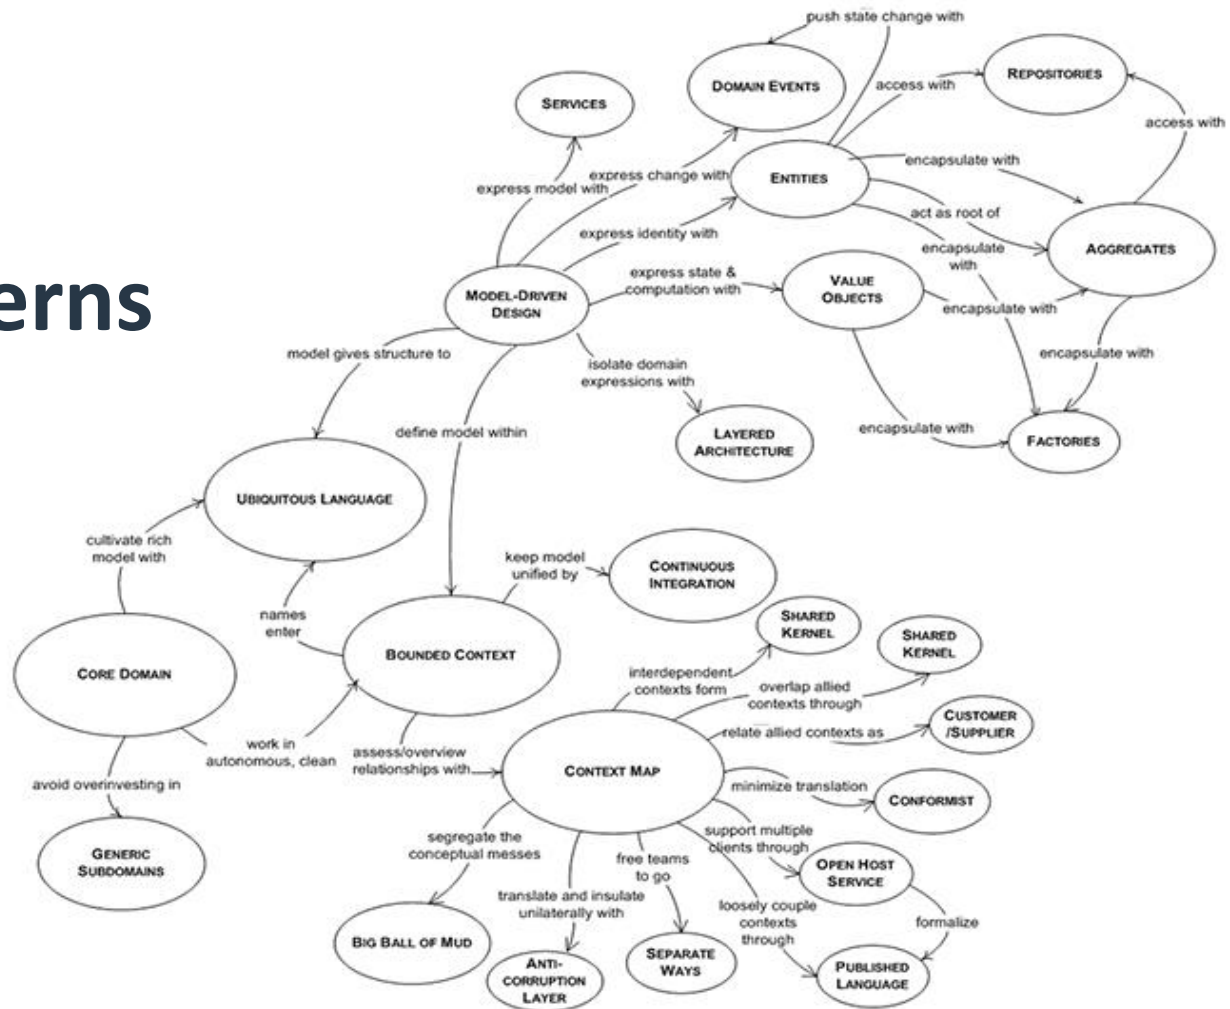 push state change with
DOMAIN EVENTS
REPOSITORIES
access with
SERVICES
access with
encapsulate with
express change with
ENTITIES
express model with
act as root of
express identity with
encapsulate
with
AGGREGATES
express state &
computation with
VALUE
OBJECTS
erns
MODEL-DRIVEN
DESIGN
encapsulate with
model gives structure to
isolate domain
expressions with
encapsulate with
define model within
encapsulate with
LAYERED
ARCHITECTURE
FACTORIES
UBIQUITOUS LANGUAGE
cultivate rich
model with
keep model
unified by
CONTINUOUS
INTEGRATION
names
enter
SHARED
KERNEL
SHARED
KERNEL
BOUNDED CONTEXT
CORE DOMAIN
interdependent
contexts form
overlap allied
contexts through
CUSTOMER
/SUPPLIER
relate allied contexts as
work in
autonomous, clean
assess/overview
relationships with
CONTEXT MAP
avoid overinvesting in
minimize translation
CONFORMIST
segregate the
conceptual messes
support multiple
clients through
GENERIC
SUBDOMAINS
free teams
to go
OPEN HOST
SERVICE
translate and insulate
unilaterally with
loosely couple
contexts
through
formalize
BIG BALL OF MUD
SEPARATE
WAYS
ANTI-
CORRUPTION
LAYER
PUBLISHED
LANGUAGE